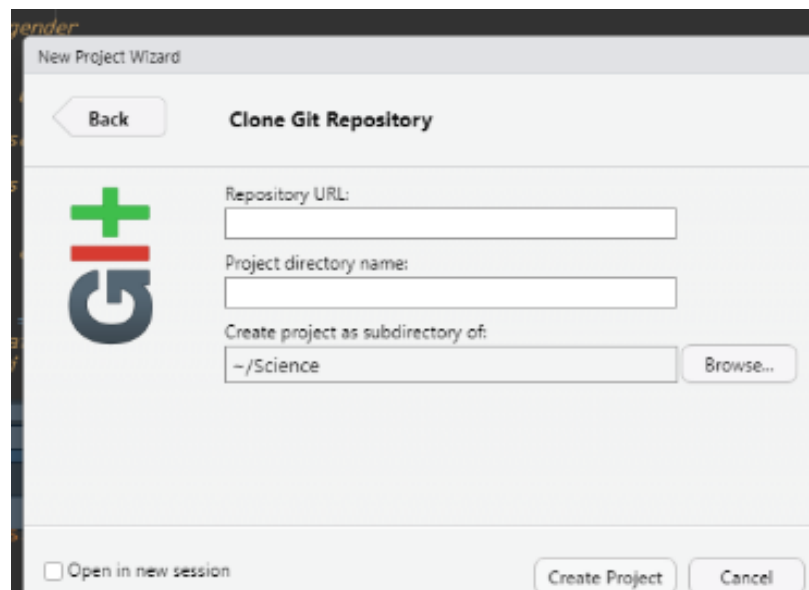 gender
New Project Wizard
Back
Clone Git Repository
GIt
Repository URL:
Project directory name:
Create project as subdirectory of:
~/Science
Browse...
Open in new session
Create Project
Cancel